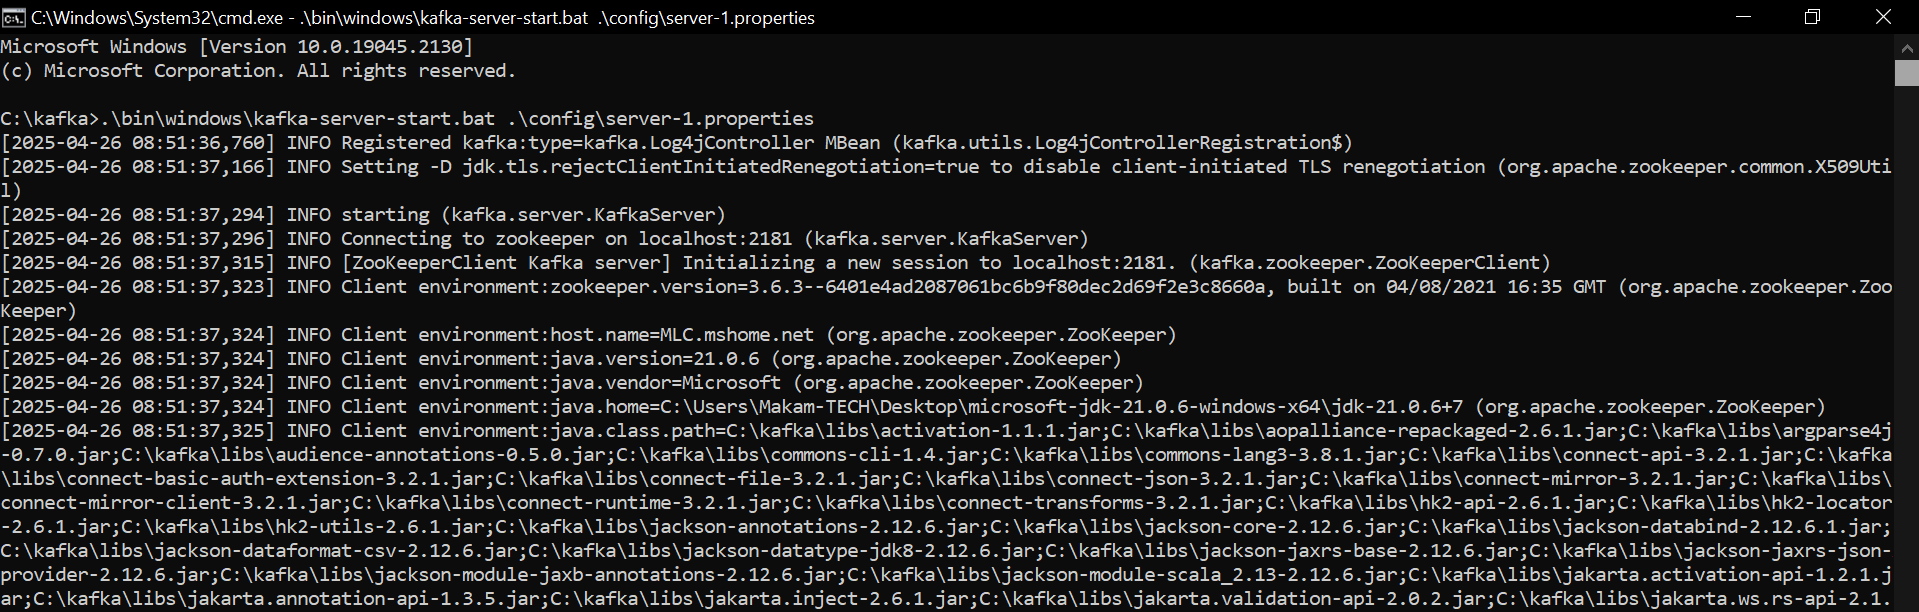 C:\Windows\System32\cmd.exe - .\bin\windows\kafka-server-start.bat  .\config\server-1.properties
Microsoft Windows [Version 10.0.19045.2130]
(c) Microsoft Corporation. All rights reserved.
C:\kafka>.\bin\windows\kafka-server-start.bat .\config\server-1.properties
[2025-04-26 08:51:36,760] INFO Registered kafka:type=kafka.Log4jController MBean (kafka.utils.Log4jControllerRegistration$)
[2025-04-26 08:51:37,166] INFO Setting -D jdk.tls.rejectClientInitiatedRenegotiation=true to disable client-initiated TLS renegotiation (org.apache.zookeeper.common.X509Uti
l)
[2025-04-26 08:51:37,294] INFO starting (kafka.server.KafkaServer)
[2025-04-26 08:51:37,296] INFO Connecting to zookeeper on localhost:2181 (kafka.server.KafkaServer)
[2025-04-26 08:51:37,315] INFO [ZooKeeperClient Kafka server] Initializing a new session to localhost:2181. (kafka.zookeeper.ZooKeeperClient)
[2025-04-26 08:51:37,323] INFO Client environment:zookeeper.version=3.6.3--6401e4ad2087061bc6b9f80dec2d69f2e3c8660a, built on 04/08/2021 16:35 GMT (org.apache.zookeeper.Zoo
Keeper)
[2025-04-26 08:51:37,324] INFO Client environment:host.name=MLC.mshome.net (org.apache.zookeeper.ZooKeeper)
[2025-04-26 08:51:37,324] INFO Client environment:java.version=21.0.6 (org.apache.zookeeper.ZooKeeper)
[2025-04-26 08:51:37,324] INFO Client environment:java.vendor=Microsoft (org.apache.zookeeper.ZooKeeper)
[2025-04-26 08:51:37,324] INFO Client environment:java.home=C:\Users\Makam-TECH\Desktop\microsoft-jdk-21.0.6-windows-x64\jdk-21.0.6+7 (org.apache.zookeeper.ZooKeeper)
[2025-04-26 08:51:37,325] INFO Client environment:java.class.path=C:\kafka\libs\activation-1.1.1.jar;C:\kafka\libs\aopalliance-repackaged-2.6.1.jar;C:\kafka\libs\argparse4j
-0.7.0.jar;C:\kafka\libs\audience-annotations-0.5.0.jar;C:\kafka\libs\commons-cli-1.4.jar;C:\kafka\libs\commons-lang3-3.8.1.jar;C:\kafka\libs\connect-api-3.2.1.jar;C:\kafka
\libs\connect-basic-auth-extension-3.2.1.jar;C:\kafka\libs\connect-file-3.2.1.jar;C:\kafka\libs\connect-json-3.2.1.jar;C:\kafka\libs\connect-mirror-3.2.1.jar;C:\kafka\libs\
connect-mirror-client-3.2.1.jar;C:\kafka\libs\connect-runtime-3.2.1.jar;C:\kafka\libs\connect-transforms-3.2.1.jar;C:\kafka\libs\hk2-api-2.6.1.jar;C:\kafka\libs\hk2-locator
-2.6.1.jar;C:\kafka\libs\hk2-utils-2.6.1.jar;C:\kafka\libs\jackson-annotations-2.12.6.jar;C:\kafka\libs\jackson-core-2.12.6.jar;C:\kafka\libs\jackson-databind-2.12.6.1.jar;
C:\kafka\libs\jackson-dataformat-csv-2.12.6.jar;C:\kafka\libs\jackson-datatype-jdk8-2.12.6.jar;C:\kafka\libs\jackson-jaxrs-base-2.12.6.jar;C:\kafka\libs\jackson-jaxrs-json-
provider-2.12.6.jar;C:\kafka\libs\jackson-module-jaxb-annotations-2.12.6.jar;C:\kafka\libs\jackson-module-scala_2.13-2.12.6.jar;C:\kafka\libs\jakarta.activation-api-1.2.1.j
ar;C:\kafka\libs\jakarta.annotation-api-1.3.5.jar;C:\kafka\libs\jakarta.inject-2.6.1.jar;C:\kafka\libs\jakarta.validation-api-2.0.2.jar;C:\kafka\libs\jakarta.ws.rs-api-2.1.